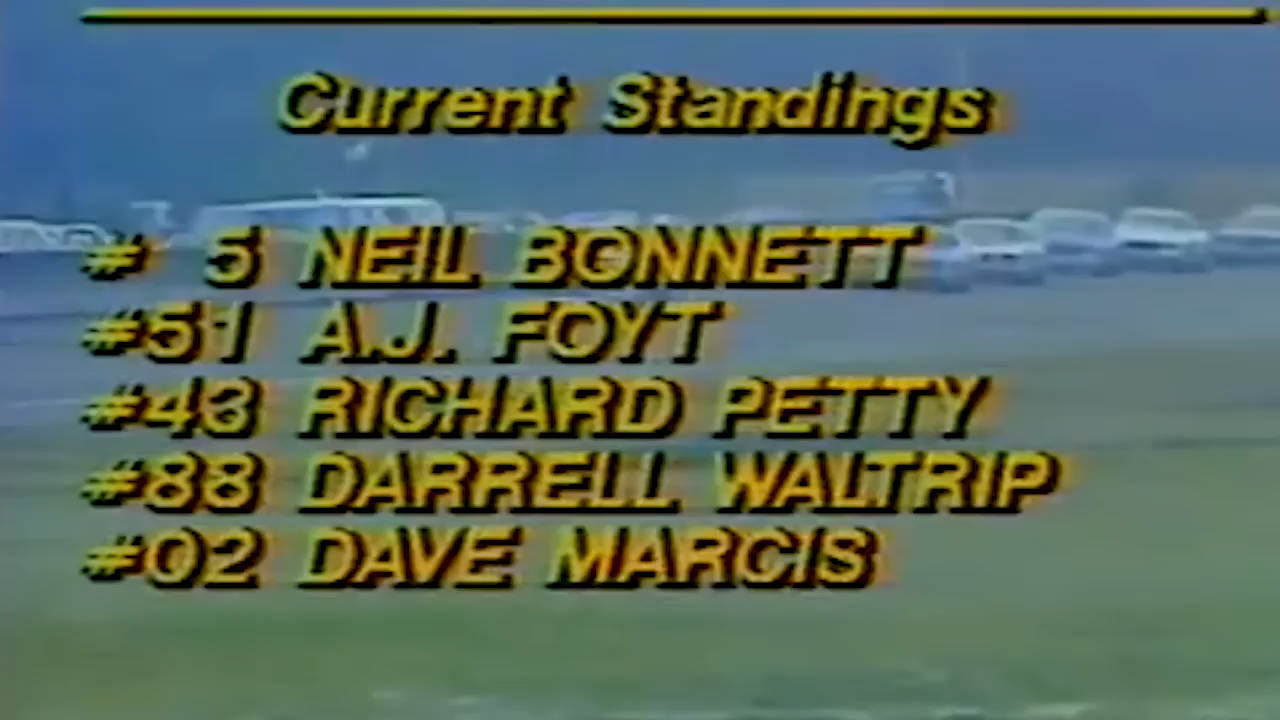 Current Standings
# 5 NEIL BONNETT
#51 A.J. FOYT
#43 RICHARD PETTY
#88 DARRELL WALTRIP
#02 DAVE MARCIS